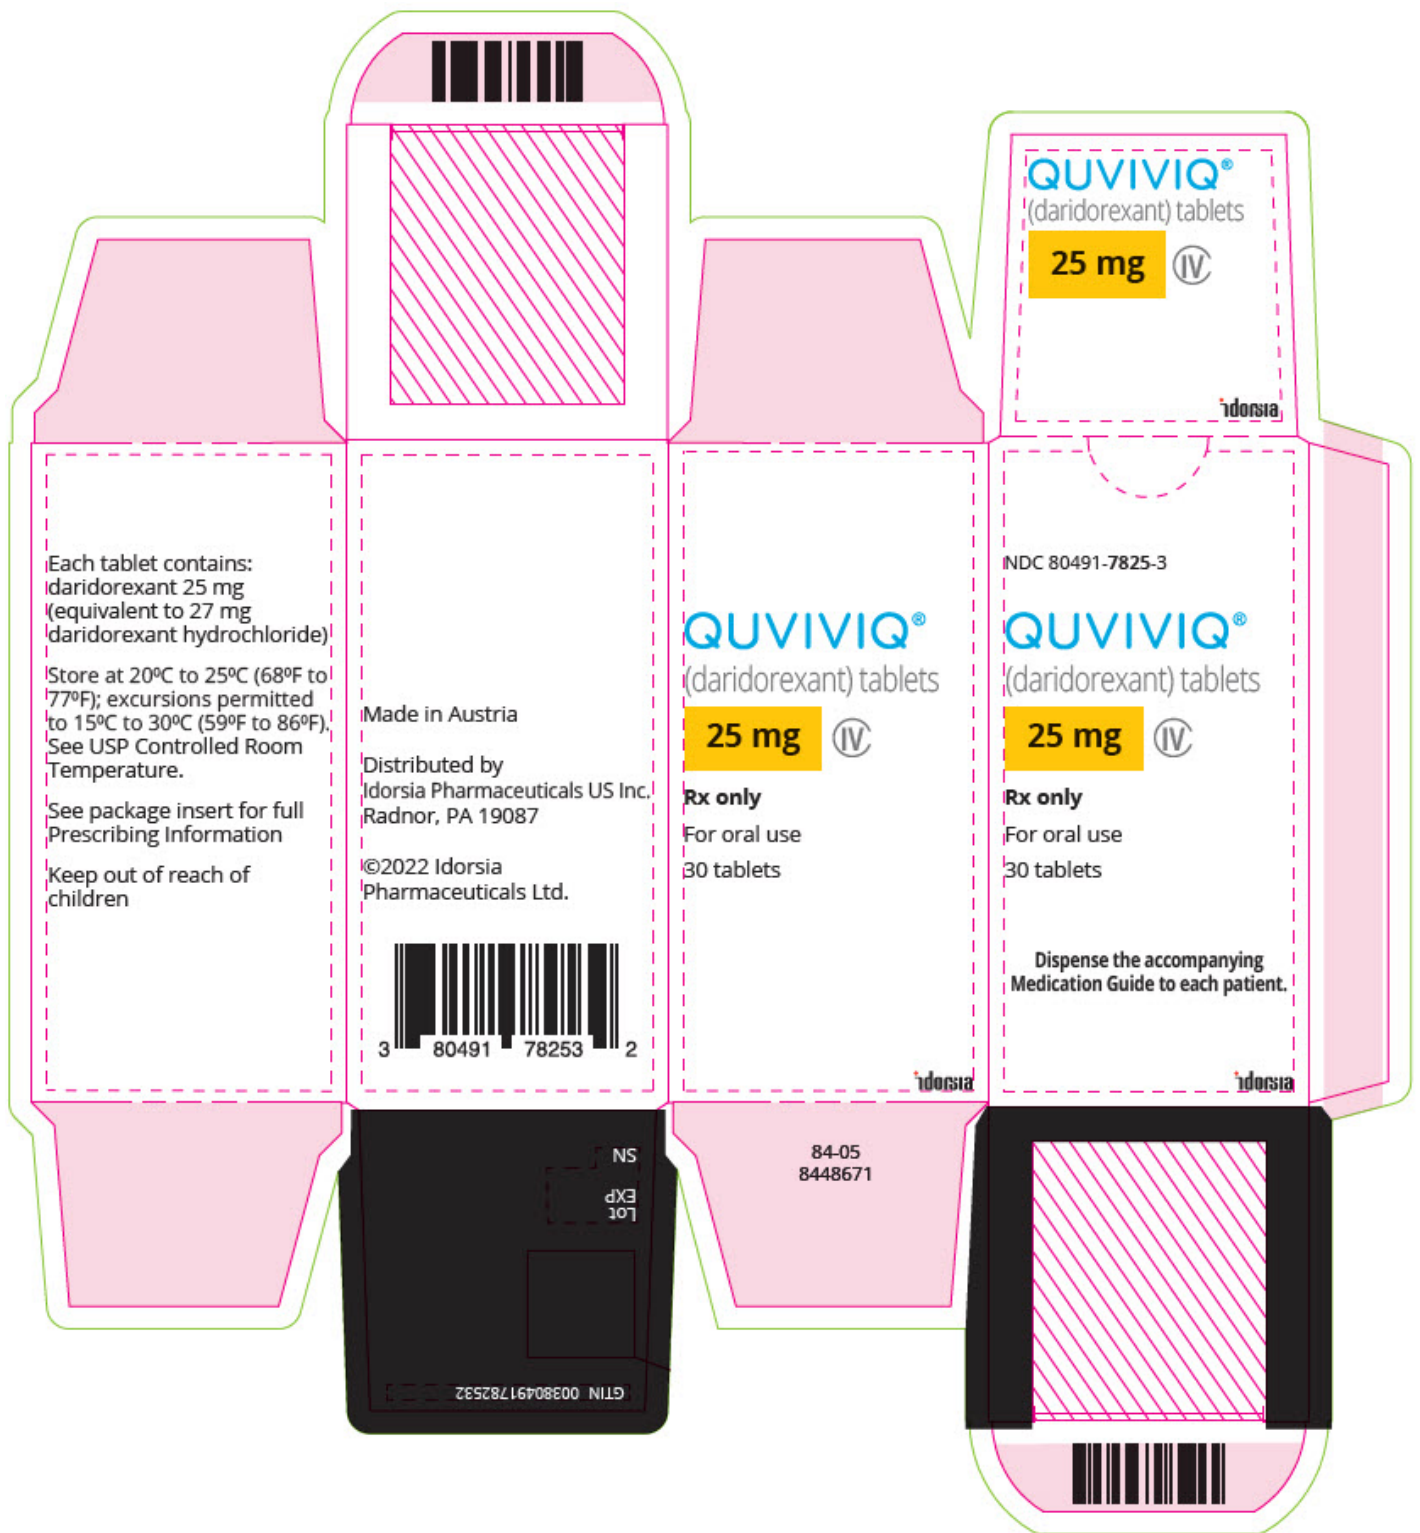 QUVIVIQ®
(daridorexant) tablets
25 mg CIV
idorsia
Each tablet contains:
daridorexant 25 mg
(equivalent to 27 mg
daridorexant hydrochloride)
Store at 20ºC to 25ºC (68ºF to
77ºF); excursions permitted
to 15ºC to 30ºC (59ºF to 86ºF).
See USP Controlled Room
Temperature.
See package insert for full
Prescribing Information
Keep out of reach of
children
Made in Austria
Distributed by
Idorsia Pharmaceuticals US Inc.
Radnor, PA 19087
©2022 Idorsia
Pharmaceuticals Ltd.
3 80491 78253 2
QUVIVIQ®
(daridorexant) tablets
25 mg CIV
Rx only
For oral use
30 tablets
idorsia
NDC 80491-7825-3
QUVIVIQ®
(daridorexant) tablets
25 mg CIV
Rx only
For oral use
30 tablets
Dispense the accompanying
Medication Guide to each patient.
idorsia
GTIN 00380491782532
Lot
EXP
SN
84-05
8448671